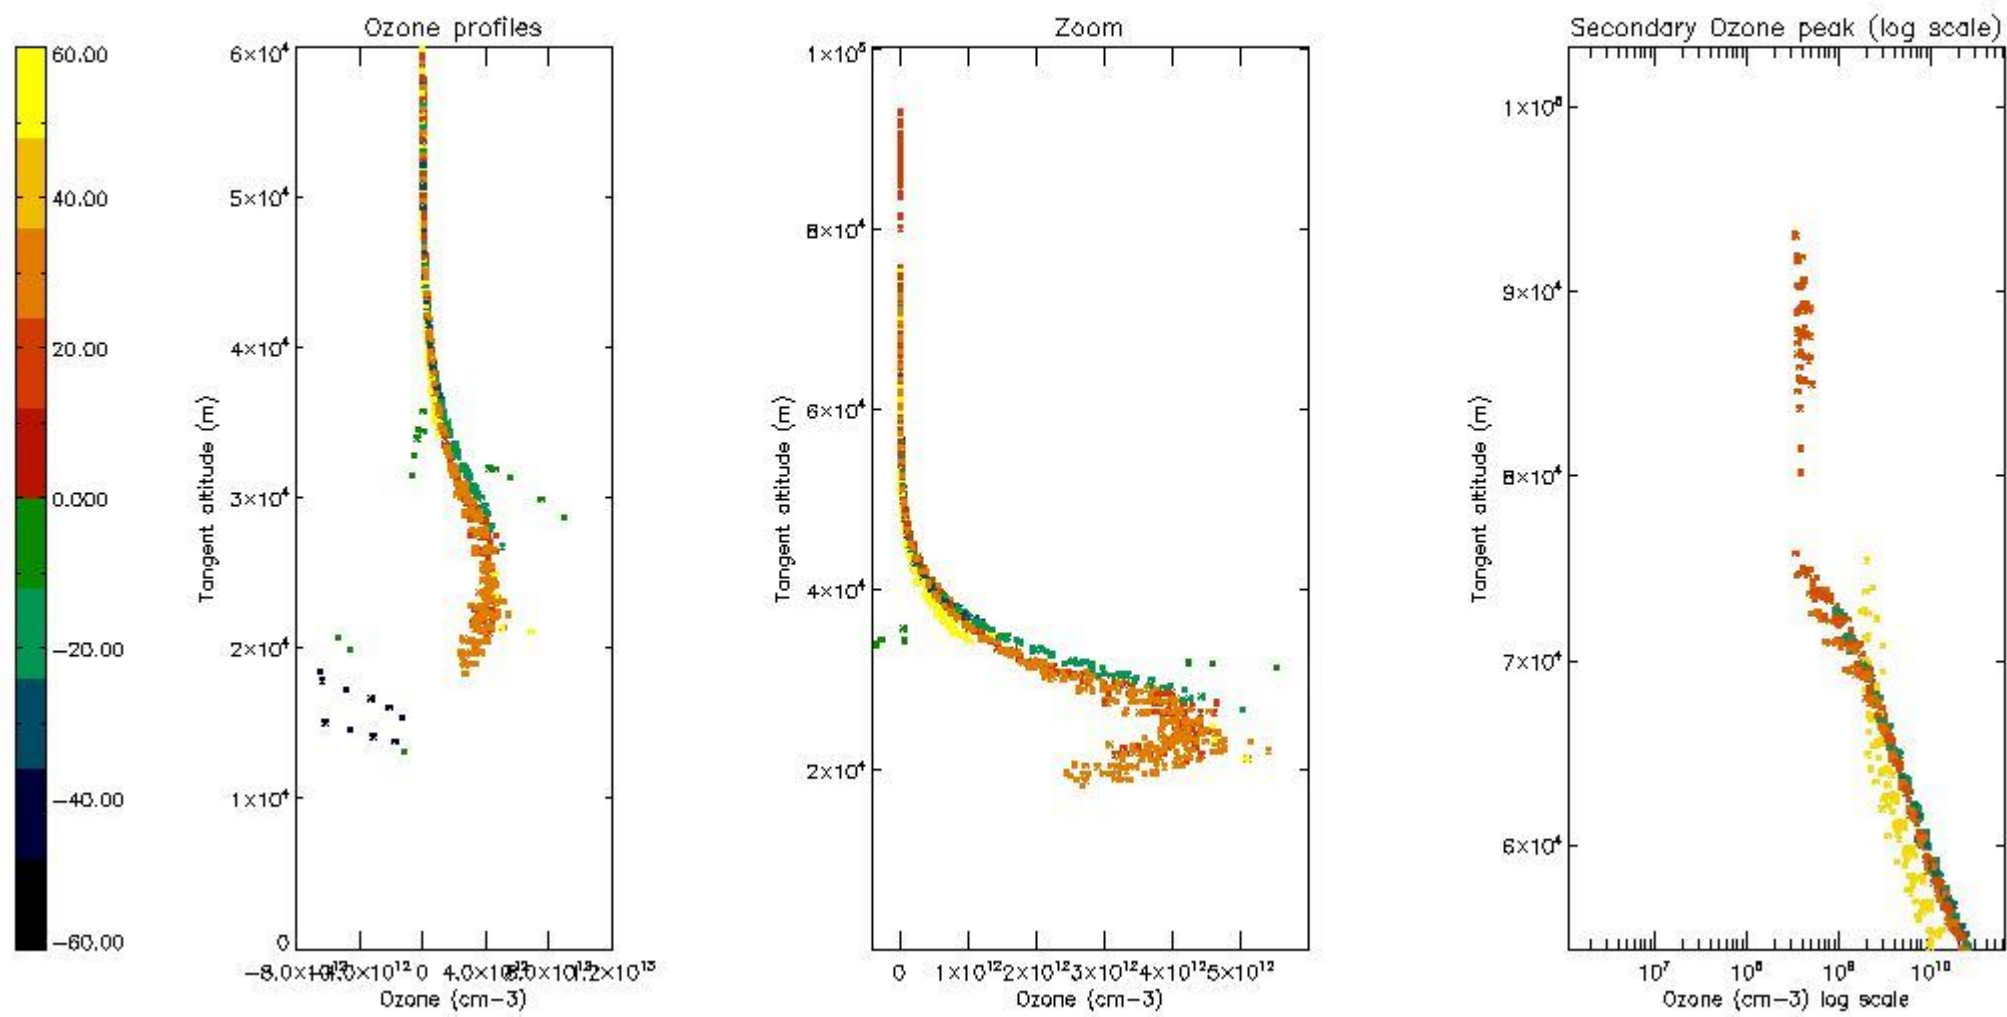 Ozone profiles
Zoom
Secondary Ozone peak (log scale)
60.00
40.00
20.00
0.000
−20.00
−40.00
−60.00
6×10⁴
5×10⁴
4×10⁴
3×10⁴
2×10⁴
1×10⁴
0
Tangent altitude (m)
0
Ozone (cm−3)
1×10⁵
8×10⁴
6×10⁴
4×10⁴
2×10⁴
Tangent altitude (m)
0 1×10¹² 2×10¹² 3×10¹² 4×10¹² 5×10¹²
Ozone (cm−3)
9×10⁴
8×10⁴
7×10⁴
6×10⁴
Tangent altitude (m)
10⁷ 10⁸ 10⁹ 10¹⁰
Ozone (cm−3) log scale